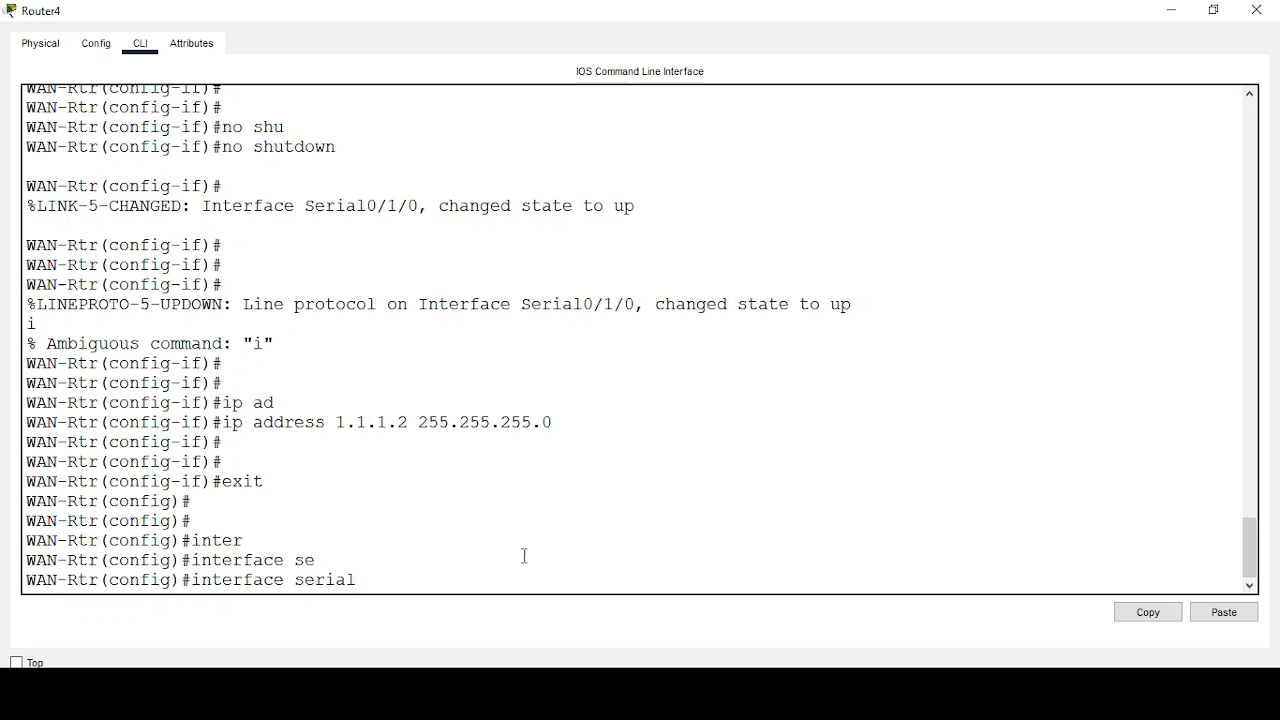 Router4
Physical Config CLI Attributes
IOS Command Line Interface
WAN-Rtr(config-if)#
WAN-Rtr(config-if)#
WAN-Rtr(config-if)#no shu
WAN-Rtr(config-if)#no shutdown
WAN-Rtr(config-if)#
%LINK-5-CHANGED: Interface Serial0/1/0, changed state to up
WAN-Rtr(config-if)#
WAN-Rtr(config-if)#
WAN-Rtr(config-if)#
%LINEPROTO-5-UPDOWN: Line protocol on Interface Serial0/1/0, changed state to up
i
% Ambiguous command: "i"
WAN-Rtr(config-if)#
WAN-Rtr(config-if)#
WAN-Rtr(config-if)#ip ad
WAN-Rtr(config-if)#ip address 1.1.1.2 255.255.255.0
WAN-Rtr(config-if)#
WAN-Rtr(config-if)#
WAN-Rtr(config-if)#exit
WAN-Rtr(config)#
WAN-Rtr(config)#
WAN-Rtr(config)#inter
WAN-Rtr(config)#interface se
WAN-Rtr(config)#interface serial
Copy Paste
Top